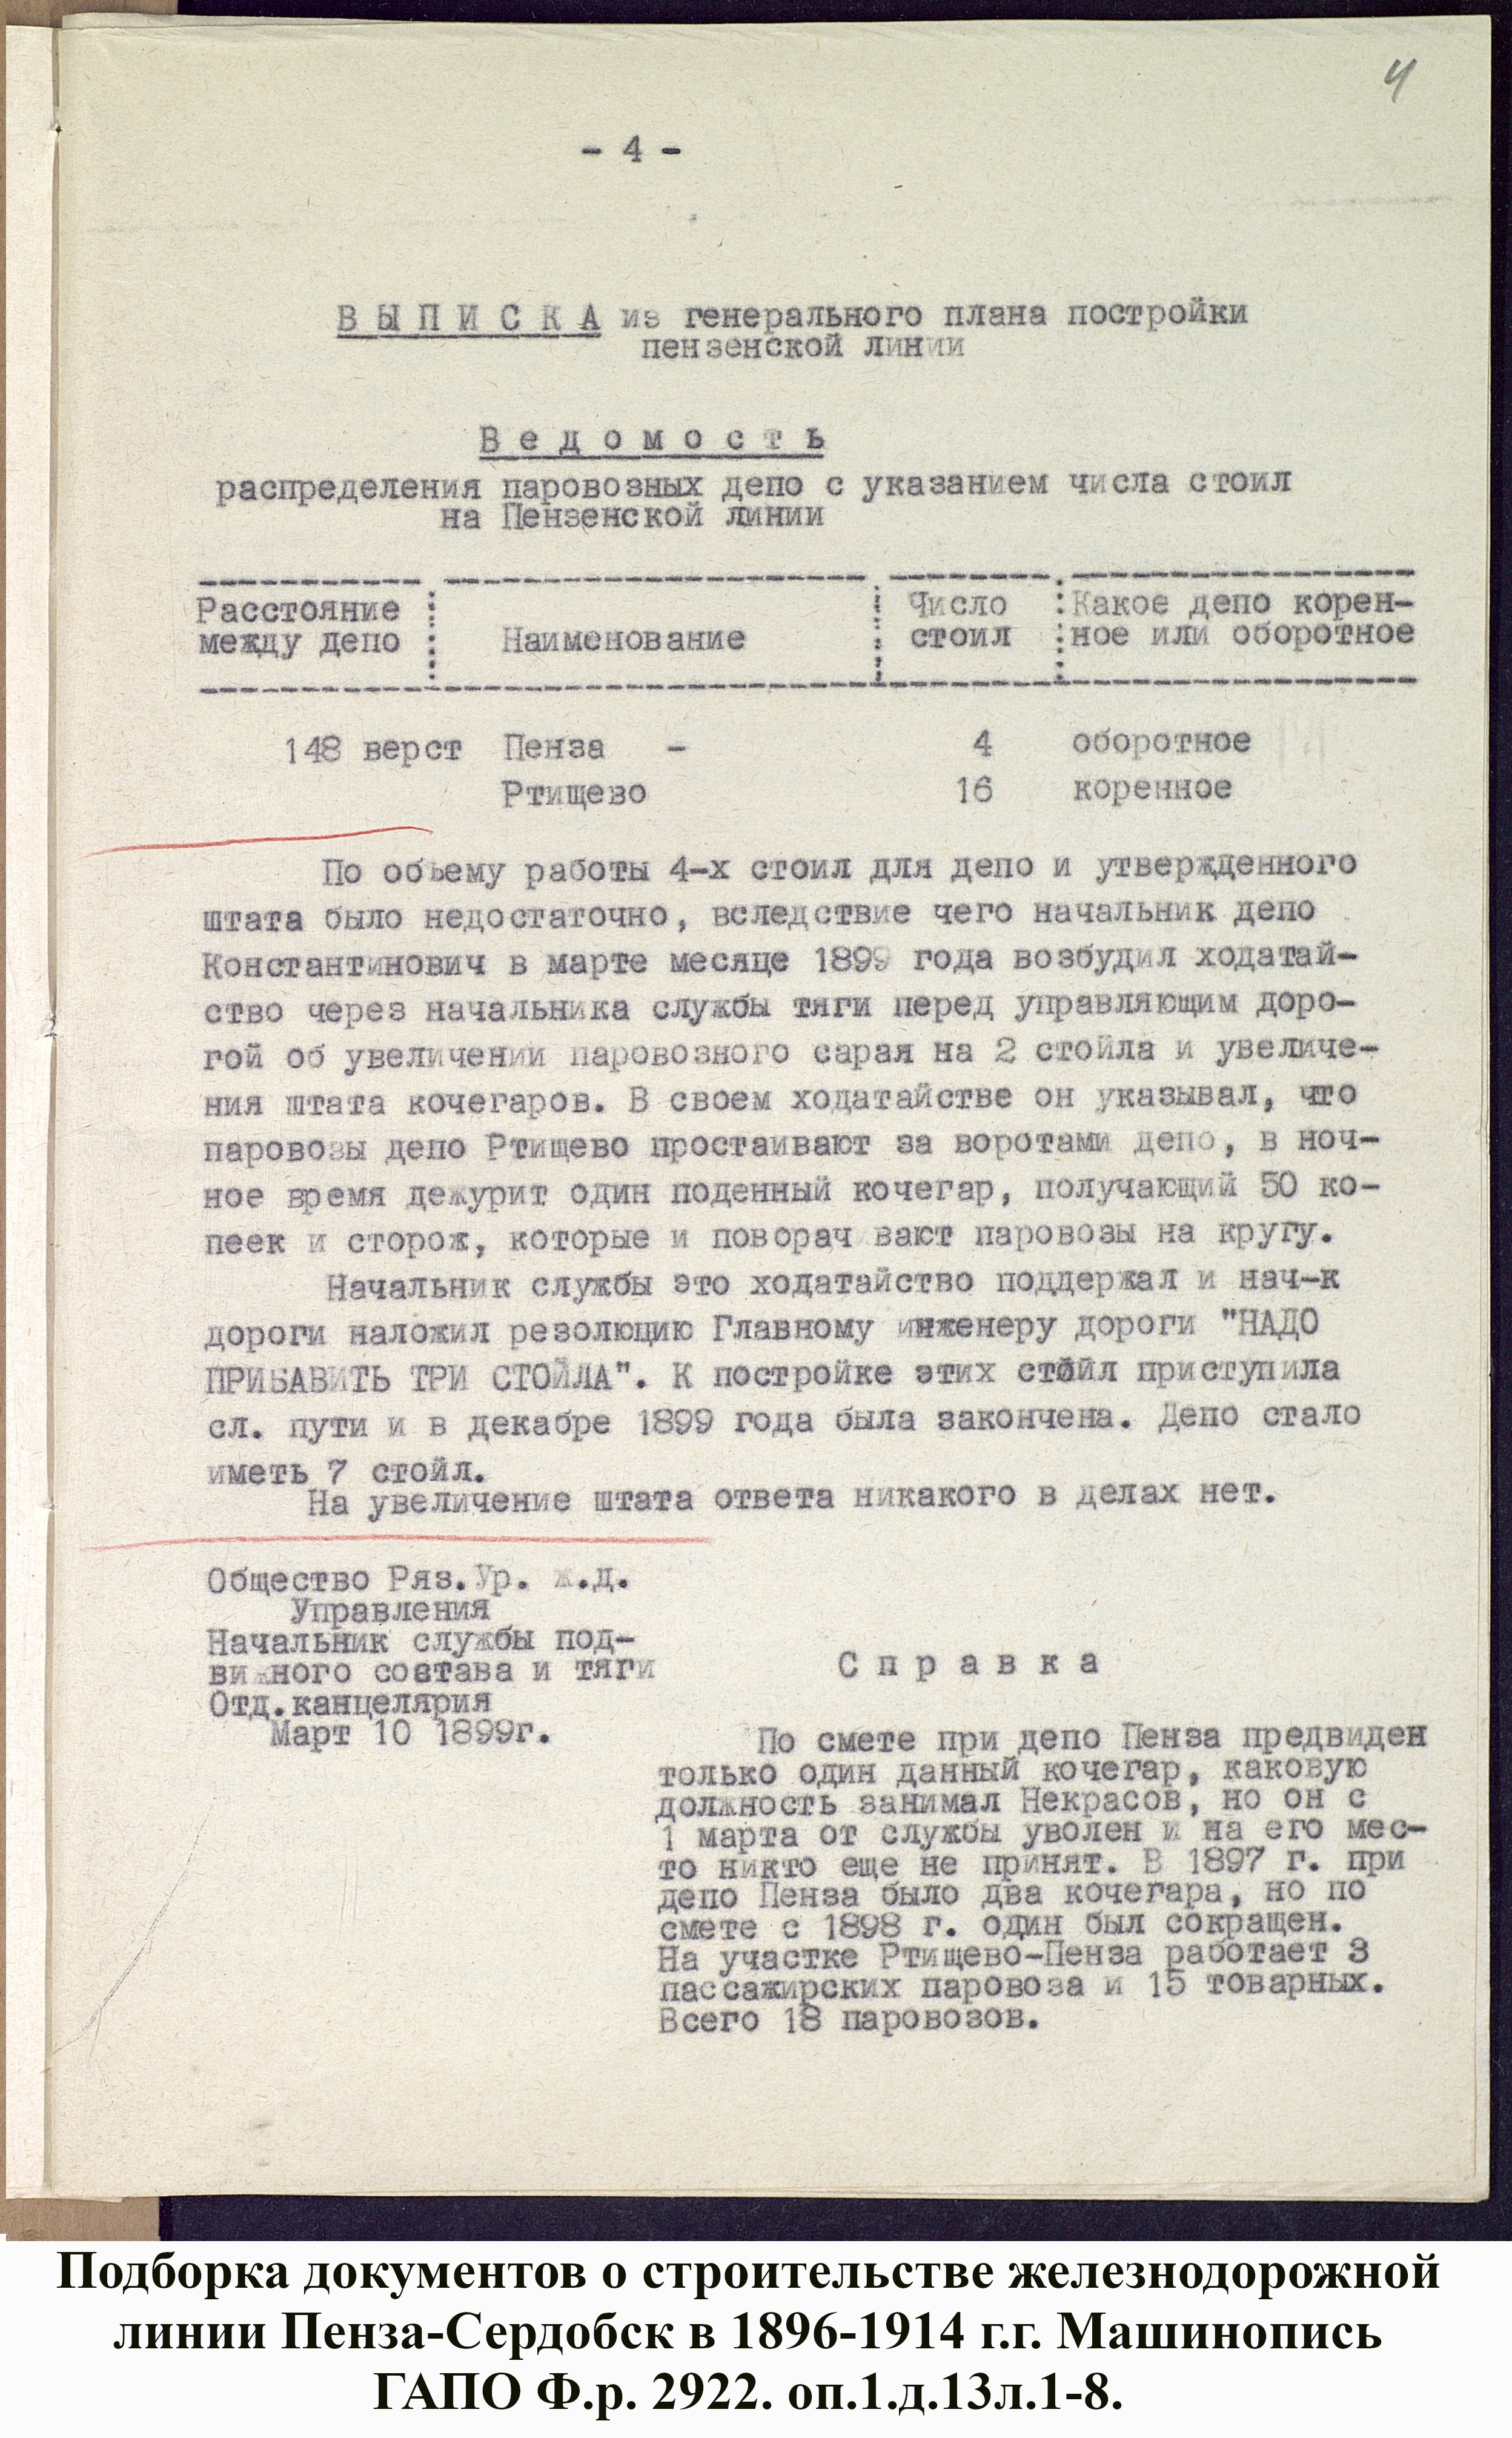 4
- 4 -
В Ы П И С К А из генерального плана постройки
пензенской линии
В е д о м о с т ь
распределения паровозных депо с указанием числа стоил
на Пензенской линии
Расстояние между депо : Наименование : Число стоил : Какое депо корен-ное или оборотное
148 верст Пенза - 4 оборотное
Ртищево 16 коренное
По обьему работы 4-х стоил для депо и утвержденного
штата было недостаточно, вследствие чего начальник депо
Константинович в марте месяце 1899 года возбудил ходатай-
ство через начальника службы тяги перед управляющим доро-
гой об увеличении паровозного сарая на 2 стойла и увеличе-
ния штата кочегаров. В своем ходатайстве он указывал, что
паровозы депо Ртищево простаивают за воротами депо, в ноч-
ное время дежурит один поденный кочегар, получающий 50 ко-
пеек и сторож, которые и поворач вают паровозы на кругу.
Начальник службы это ходатайство поддержал и нач-к
дороги наложил резолюцию Главному инженеру дороги "НАДО
ПРИБАВИТЬ ТРИ СТОЙЛА". К постройке этих стойл приступила
сл. пути и в декабре 1899 года была закончена. Депо стало
иметь 7 стойл.
На увеличение штата ответа никакого в делах нет.
Общество Ряз.Ур. ж.д.
Управления
Начальник службы под-
вижного состава и тяги
Отд.канцелярия
Март 10 1899г.
С п р а в к а
По смете при депо Пенза предвиден
только один данный кочегар, каковую
должность занимал Некрасов, но он с
1 марта от службы уволен и на его мес-
то никто еще не принят. В 1897 г. при
депо Пенза было два кочегара, но по
смете с 1898 г. один был сокращен.
На участке Ртищево-Пенза работает 3
пассажирских паровоза и 15 товарных.
Всего 18 паровозов.
Подборка документов о строительстве железнодорожной
линии Пенза-Сердобск в 1896-1914 г.г. Машинопись
ГАПО Ф.р. 2922. оп.1.д.13л.1-8.